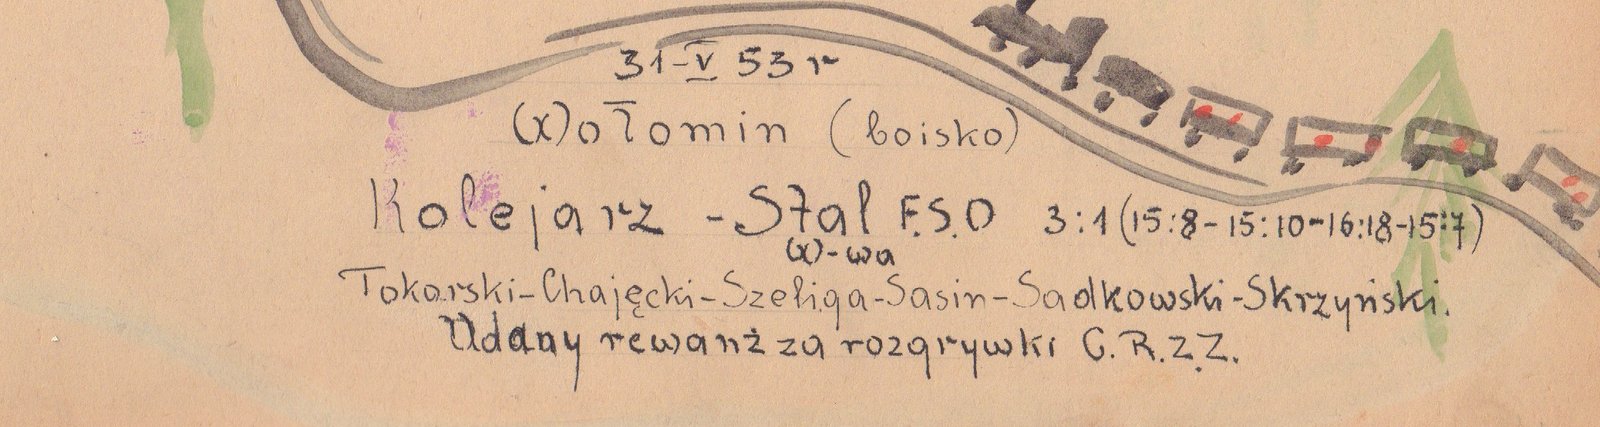 31-V 53 r
Wołomin (boisko)
Kolejarz - Stal F.S.O 3:1 (15:8-15:10-16:18-15:7)
W-wa
Tokarski-Chajęcki-Szeliga-Sasin-Sadkowski-Skrzyński.
Udany rewanż za rozgrywki C.R.Z.Z.